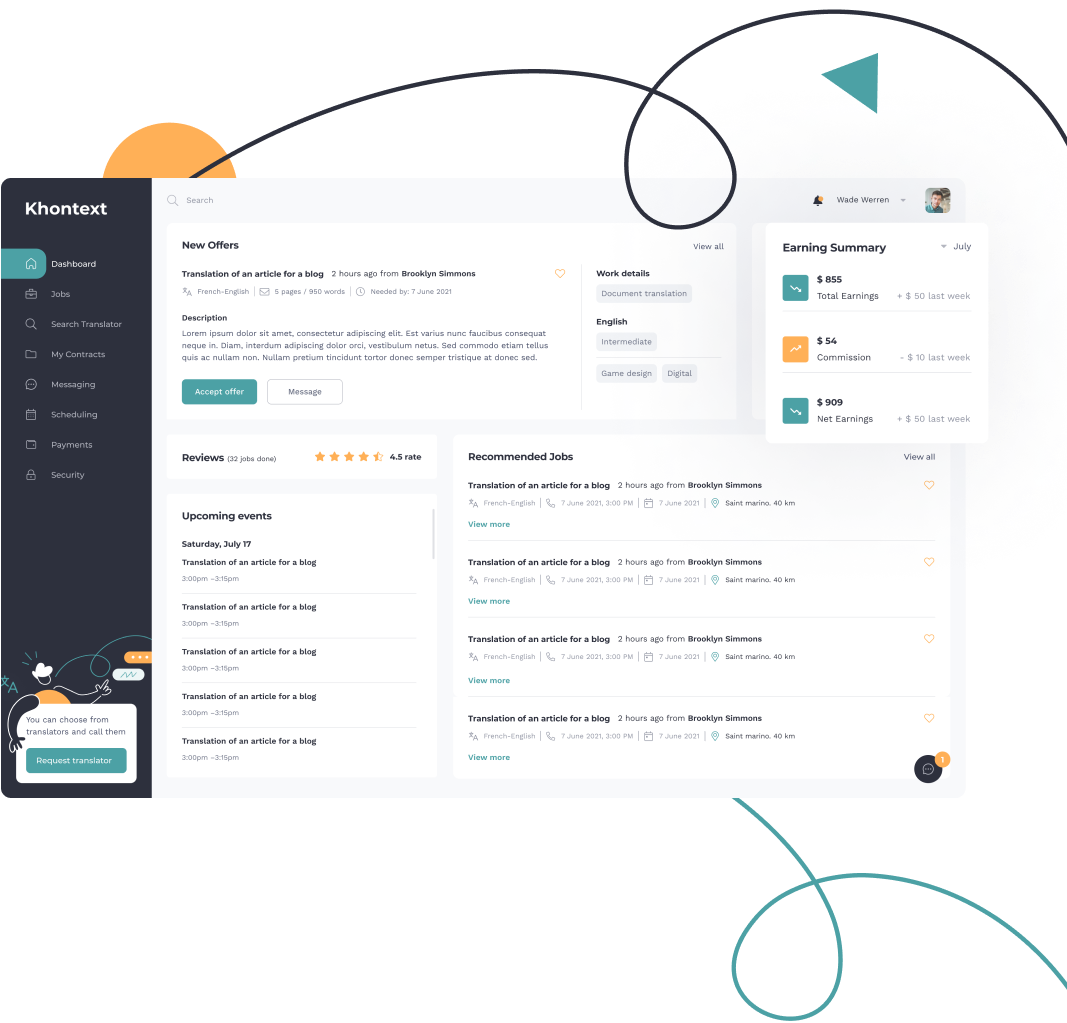 Khontext
Dashboard
Jobs
Search Translator
My Contracts
Messaging
Scheduling
Payments
Security
You can choose from
translators and call them
Request translator
Search
Wade Werren
New Offers
View all
Translation of an article for a blog 2 hours ago from Brooklyn Simmons
French-English 5 pages / 950 words Needed by: 7 June 2021
Description
Lorem ipsum dolor sit amet, consectetur adipiscing elit. Est varius nunc faucibus consequat
neque in. Diam, interdum adipiscing dolor orci, vestibulum netus. Sed commodo etiam tellus
quis ac nullam non. Nullam pretium tincidunt tortor donec semper tristique at donec sed.
Accept offer
Message
Work details
Document translation
English
Intermediate
Game design Digital
Earning Summary
July
$ 855
Total Earnings + $ 50 last week
$ 54
Commission - $ 10 last week
$ 909
Net Earnings + $ 50 last week
Reviews (32 jobs done) 4.5 rate
Upcoming events
Saturday, July 17
Translation of an article for a blog
3:00pm -3:15pm
Translation of an article for a blog
3:00pm -3:15pm
Translation of an article for a blog
3:00pm -3:15pm
Translation of an article for a blog
3:00pm -3:15pm
Translation of an article for a blog
3:00pm -3:15pm
Recommended Jobs
View all
Translation of an article for a blog 2 hours ago from Brooklyn Simmons
French-English 7 June 2021, 3:00 PM 7 June 2021 Saint marino. 40 km
View more
Translation of an article for a blog 2 hours ago from Brooklyn Simmons
French-English 7 June 2021, 3:00 PM 7 June 2021 Saint marino. 40 km
View more
Translation of an article for a blog 2 hours ago from Brooklyn Simmons
French-English 7 June 2021, 3:00 PM 7 June 2021 Saint marino. 40 km
View more
Translation of an article for a blog 2 hours ago from Brooklyn Simmons
French-English 7 June 2021, 3:00 PM 7 June 2021 Saint marino. 40 km
View more
1